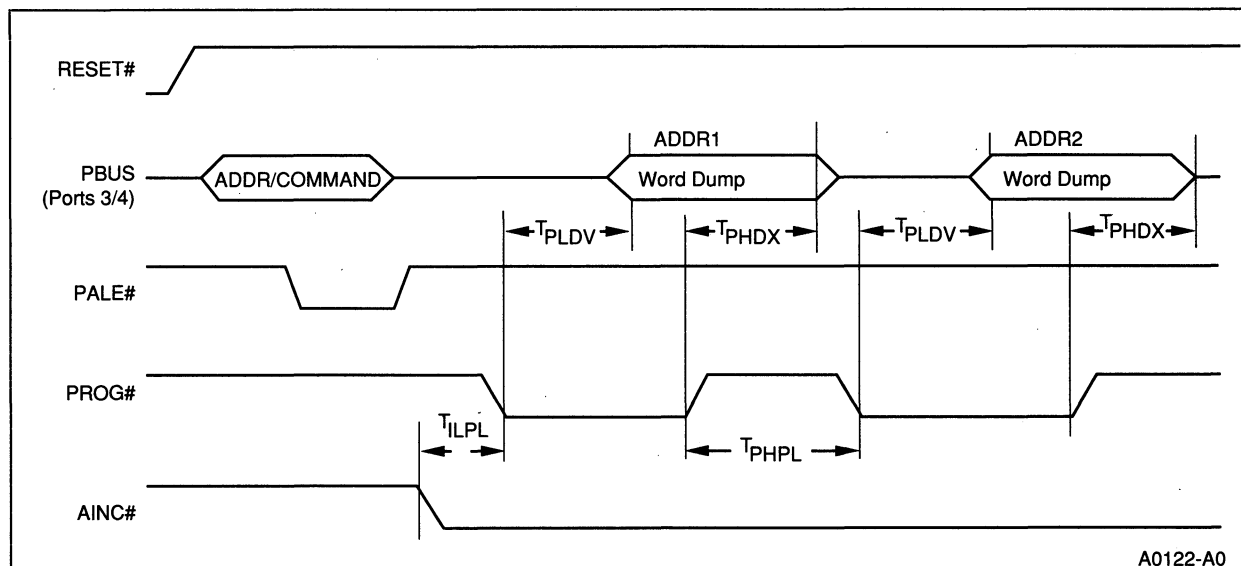 RESET#
ADDR1
ADDR2
PBUS
(Ports 3/4)
ADDR/COMMAND
Word Dump
Word Dump
TPLDV
TPHDX
TPLDV
TPHDX
PALE#
PROG#
TILPL
TPHPL
AINC#
A0122-A0